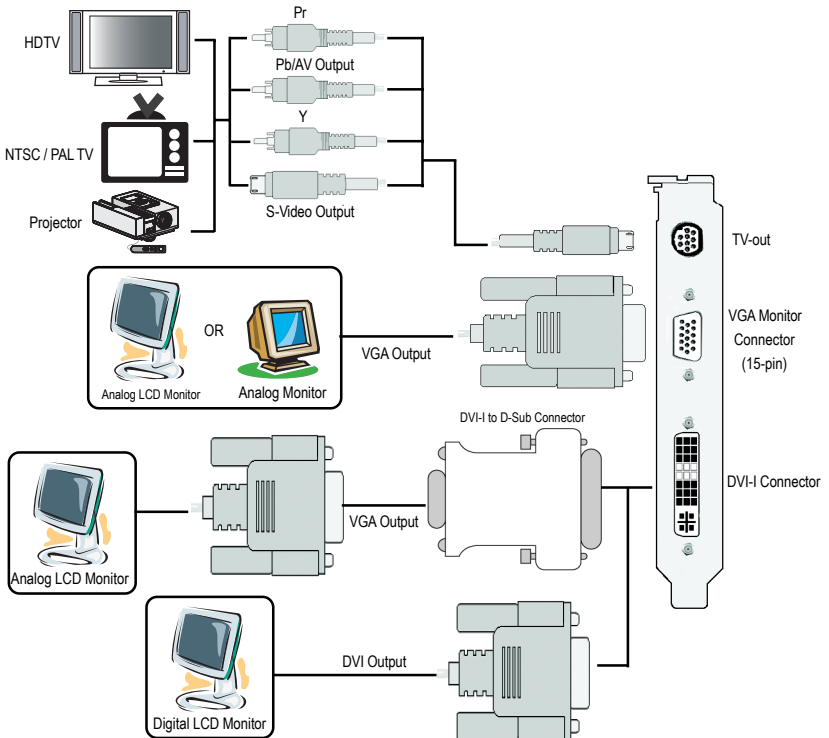 Pr
HDTV
Pb/AV Output
Y
NTSC / PAL TV
S-Video Output
Projector
TV-out
VGA Monitor
Connector
(15-pin)
OR
VGA Output
Analog LCD Monitor
Analog Monitor
DVI-I to D-Sub Connector
DVI-I Connector
VGA Output
Analog LCD Monitor
DVI Output
Digital LCD Monitor